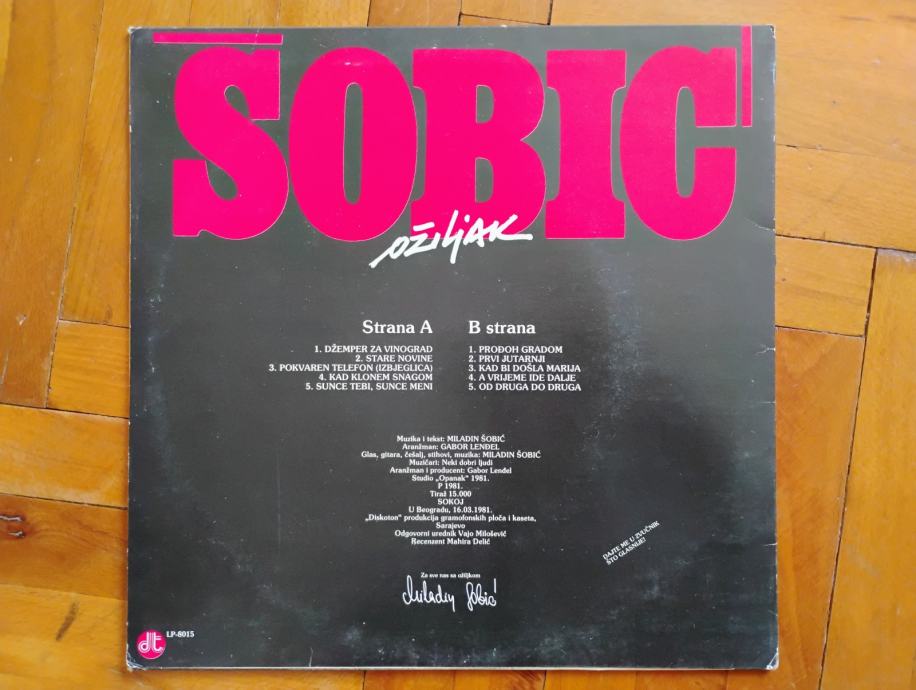 ŠOBIĆ
ožiljak
Strana A
1. DŽEMPER ZA VINOGRAD
2. STARE NOVINE
3. POKVAREN TELEFON (IZBJEGLICA)
4. KAD KLONEM SNAGOM
5. SUNCE TEBI, SUNCE MENI
B strana
1. PROĐOH GRADOM
2. PRVI JUTARNJI
3. KAD BI DOŠLA MARIJA
4. A VRIJEME IDE DALJE
5. OD DRUGA DO DRUGA
Muzika i tekst: MILADIN ŠOBIĆ
Aranžman: GABOR LENĐEL
Glas, gitara, češalj, stihovi, muzika: MILADIN ŠOBIĆ
Muzičari: Neki dobri ljudi
Aranžman i producent: Gabor Lenđel
Studio „Opanak" 1981.
P 1981.
Tiraž 15.000
SOKOJ
U Beogradu, 16.03.1981.
„Diskoton" produkcija gramofonskih ploča i kaseta,
Sarajevo
Odgovorni urednik Vajo Milošević
Recenzent Mahira Delić
DAJTE ME U ZVUČNIK
ŠTO GLASNIJE!
Za sve nas sa ožiljkom
Miladin Šobić
dt
LP-8015